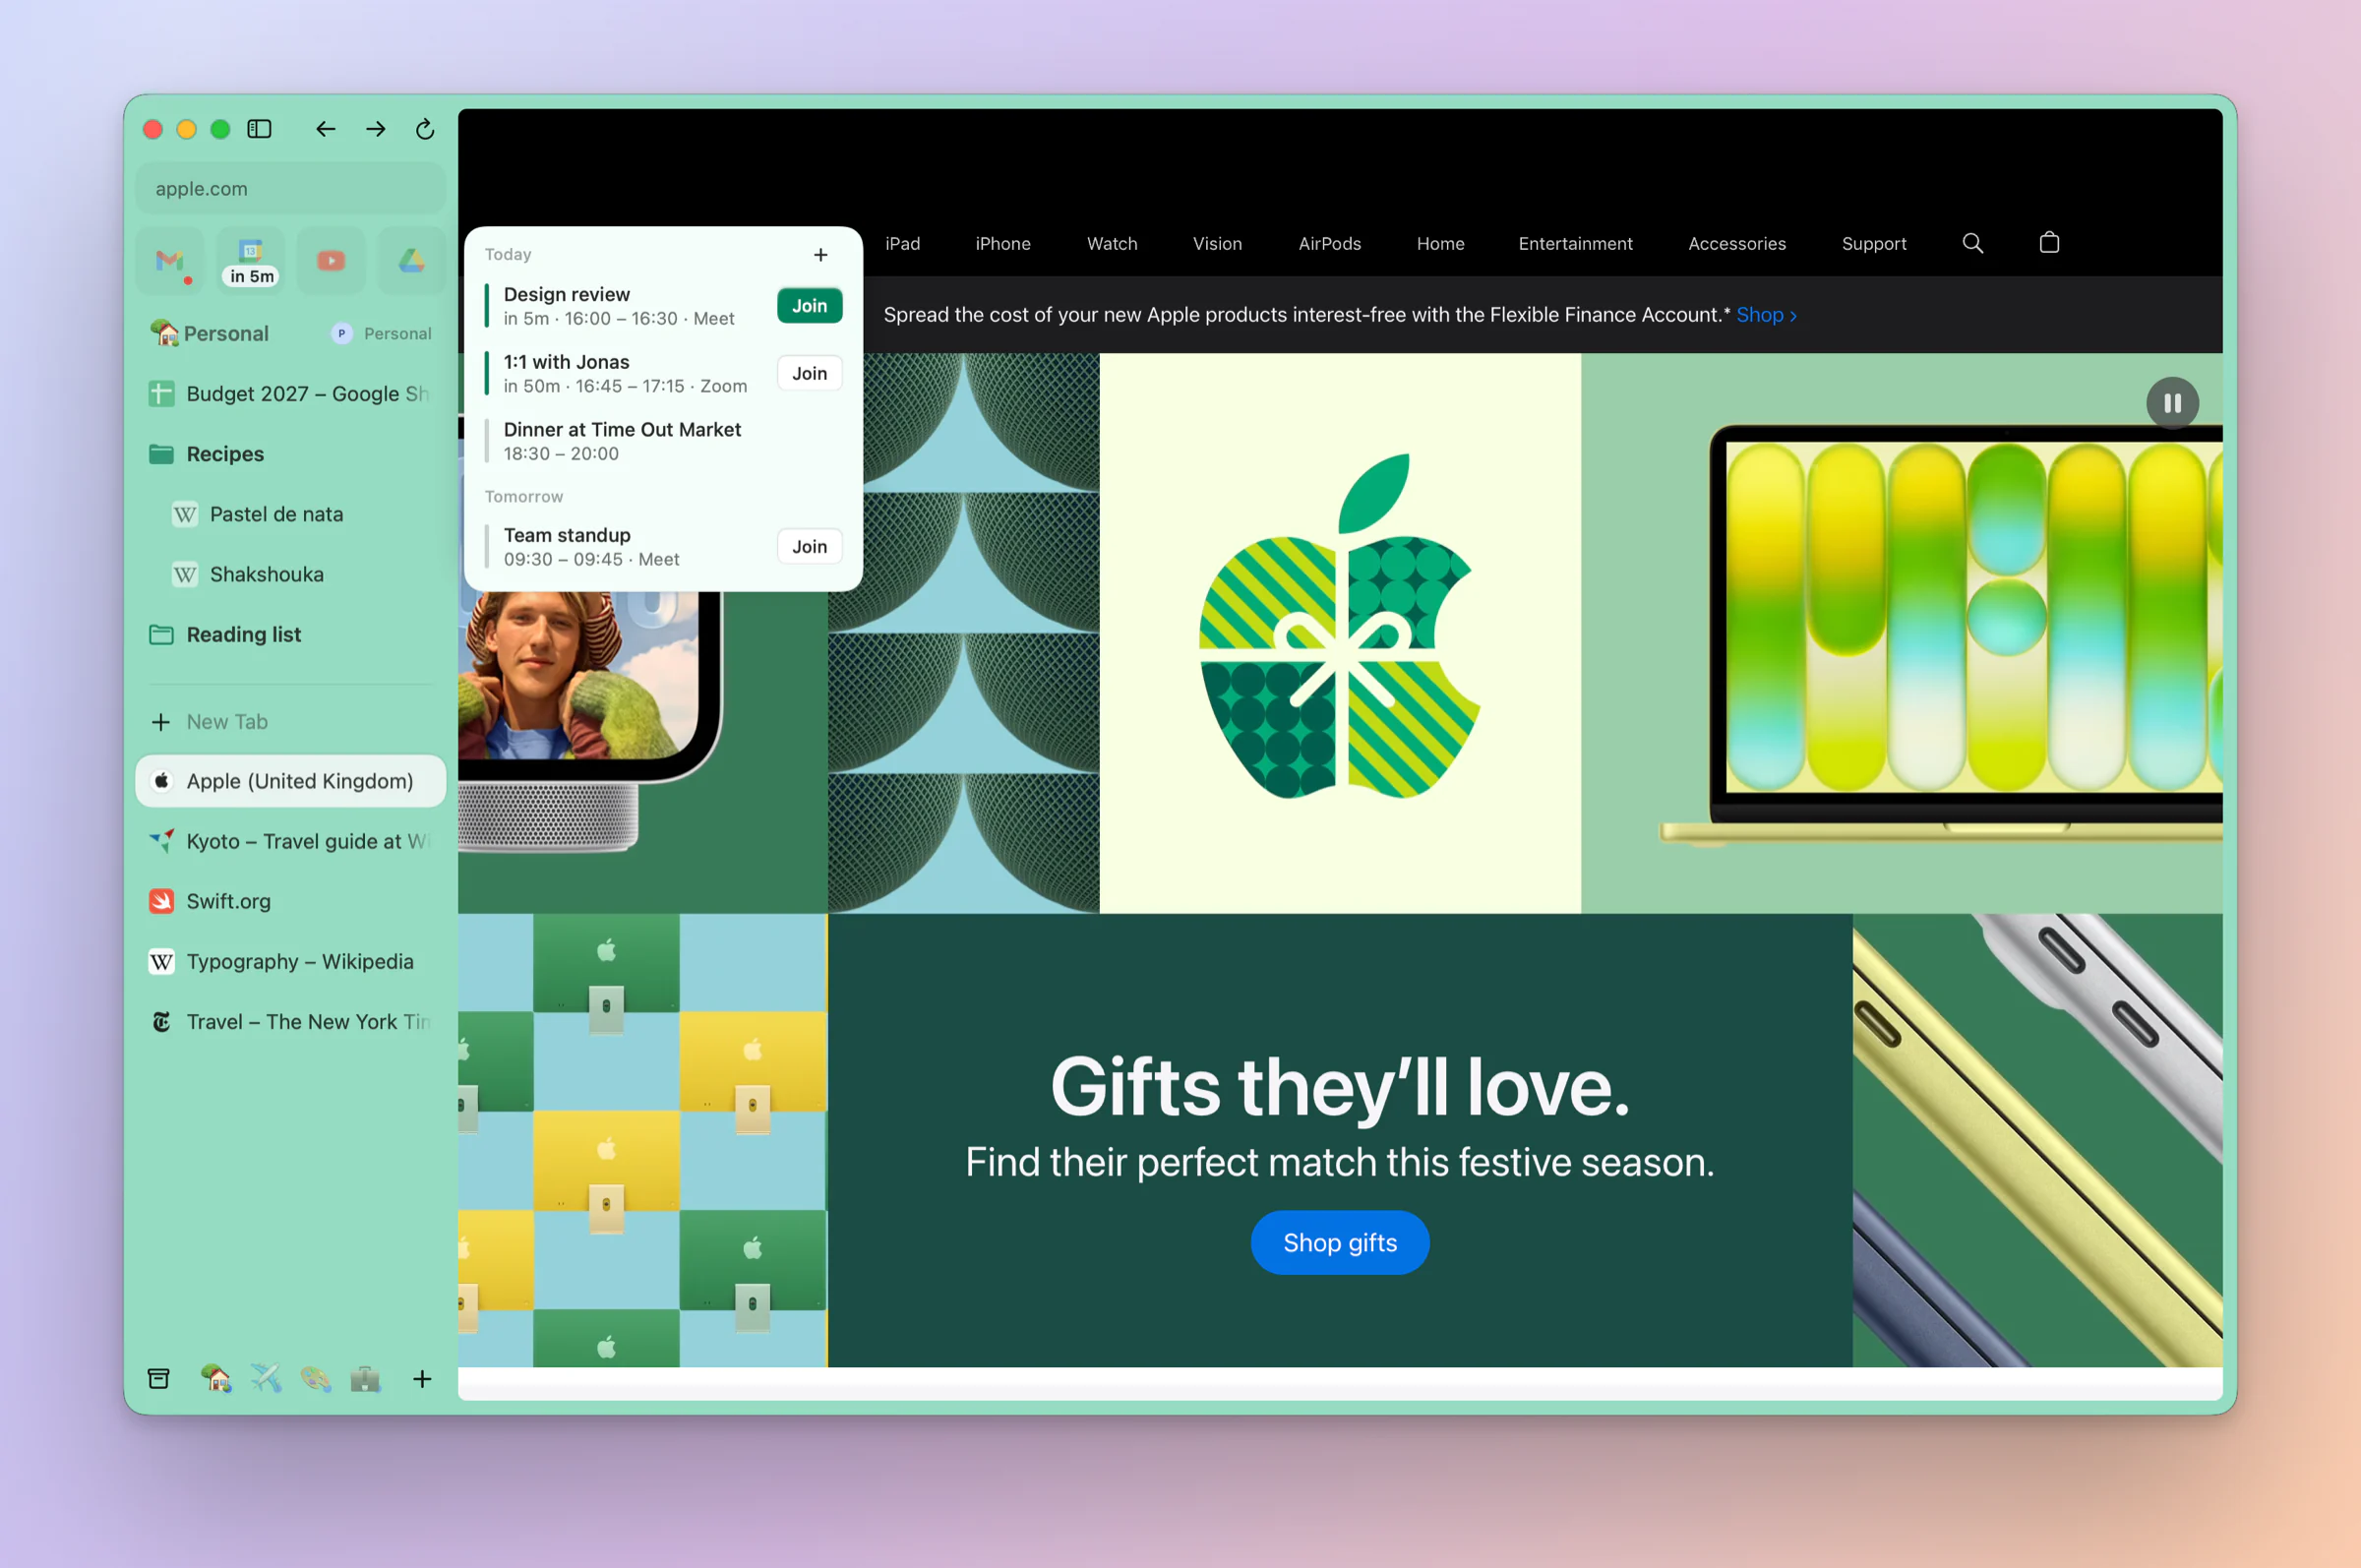 apple.com
13
in 5m
Personal
P
Personal
Budget 2027 – Google Sh
Recipes
W Pastel de nata
W Shakshouka
Reading list
New Tab
Apple (United Kingdom)
Kyoto – Travel guide at Wi
Swift.org
W Typography – Wikipedia
Travel – The New York Tim
Today
Design review
in 5m · 16:00 – 16:30 · Meet
Join
1:1 with Jonas
in 50m · 16:45 – 17:15 · Zoom
Join
Dinner at Time Out Market
18:30 – 20:00
Tomorrow
Team standup
09:30 – 09:45 · Meet
Join
iPad iPhone Watch Vision AirPods Home Entertainment Accessories Support
Spread the cost of your new Apple products interest-free with the Flexible Finance Account.* Shop >
Gifts they’ll love.
Find their perfect match this festive season.
Shop gifts